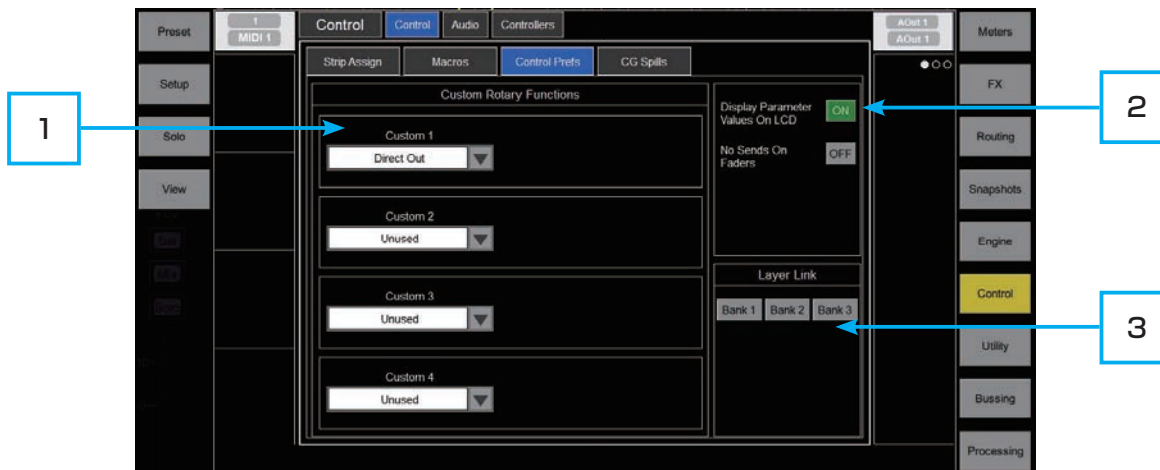 Preset
Setup
Solo
View
1
MIDI 1
Control
Control
Audio
Controllers
AOut 1
AOut 1
Strip Assign
Macros
Control Prefs
CG Spills
Custom Rotary Functions
Custom 1
Direct Out
Custom 2
Unused
Custom 3
Unused
Custom 4
Unused
Display Parameter
Values On LCD
ON
No Sends On
Faders
OFF
Layer Link
Bank 1
Bank 2
Bank 3
Meters
FX
Routing
Snapshots
Engine
Control
Utility
Bussing
Processing
1
2
3